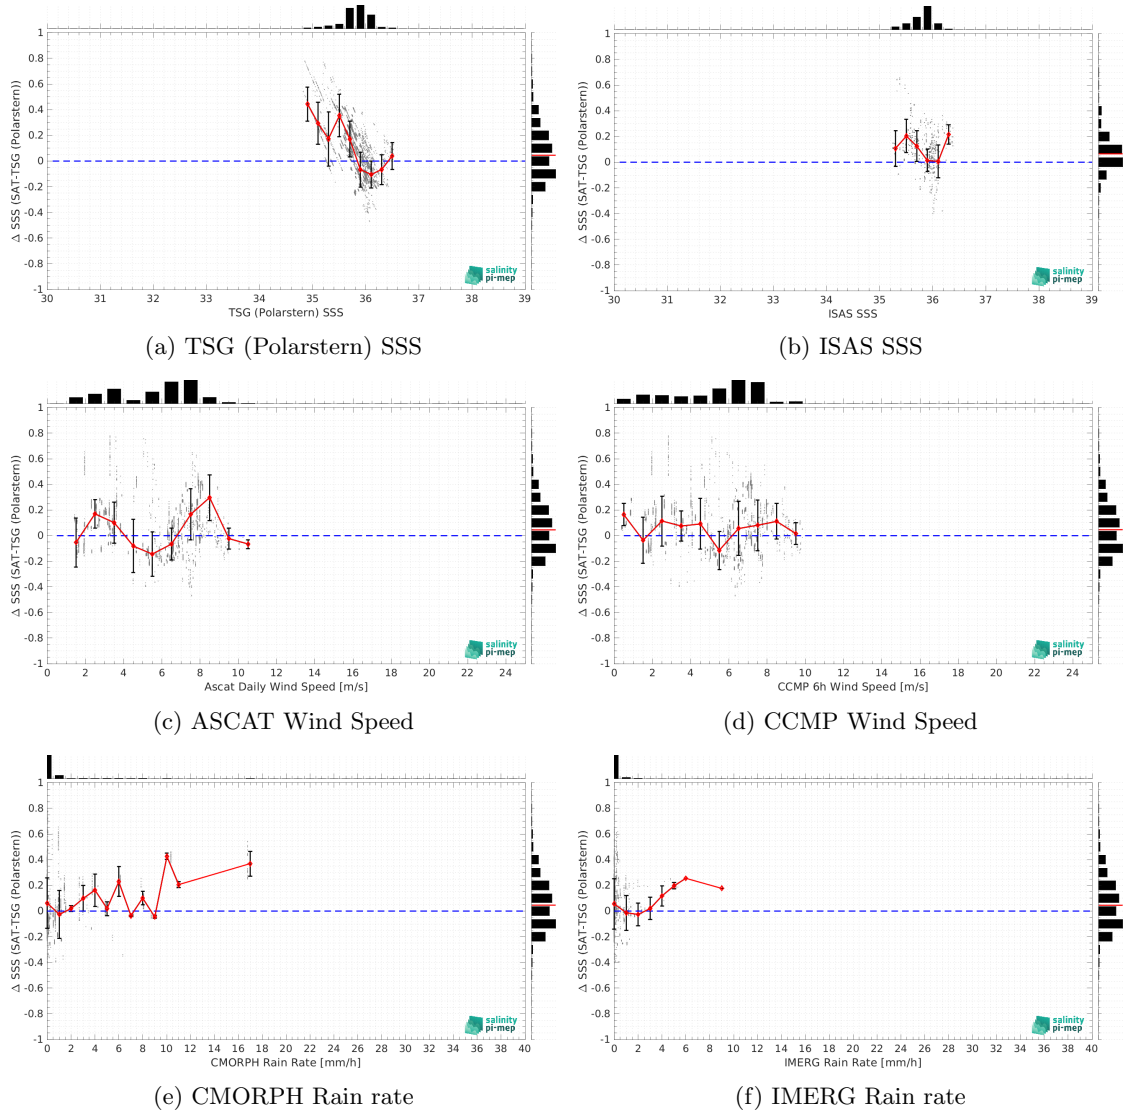 1
0.8
0.6
0.4
0.2
0
-0.2
-0.4
-0.6
-0.8
-1
Δ SSS (SAT-TSG (Polarstern))
salinity
pi-mep
30 31 32 33 34 35 36 37 38 39
TSG (Polarstern) SSS
(a) TSG (Polarstern) SSS
1
0.8
0.6
0.4
0.2
0
-0.2
-0.4
-0.6
-0.8
-1
Δ SSS (SAT-TSG (Polarstern))
salinity
pi-mep
30 31 32 33 34 35 36 37 38 39
ISAS SSS
(b) ISAS SSS
1
0.8
0.6
0.4
0.2
0
-0.2
-0.4
-0.6
-0.8
-1
Δ SSS (SAT-TSG (Polarstern))
salinity
pi-mep
0 2 4 6 8 10 12 14 16 18 20 22 24
Ascat Daily Wind Speed [m/s]
(c) ASCAT Wind Speed
1
0.8
0.6
0.4
0.2
0
-0.2
-0.4
-0.6
-0.8
-1
Δ SSS (SAT-TSG (Polarstern))
salinity
pi-mep
0 2 4 6 8 10 12 14 16 18 20 22 24
CCMP 6h Wind Speed [m/s]
(d) CCMP Wind Speed
1
0.8
0.6
0.4
0.2
0
-0.2
-0.4
-0.6
-0.8
-1
Δ SSS (SAT-TSG (Polarstern))
salinity
pi-mep
0 2 4 6 8 10 12 14 16 18 20 22 24 26 28 30 32 34 36 38 40
CMORPH Rain Rate [mm/h]
(e) CMORPH Rain rate
1
0.8
0.6
0.4
0.2
0
-0.2
-0.4
-0.6
-0.8
-1
Δ SSS (SAT-TSG (Polarstern))
salinity
pi-mep
0 2 4 6 8 10 12 14 16 18 20 22 24 26 28 30 32 34 36 38 40
IMERG Rain Rate [mm/h]
(f) IMERG Rain rate